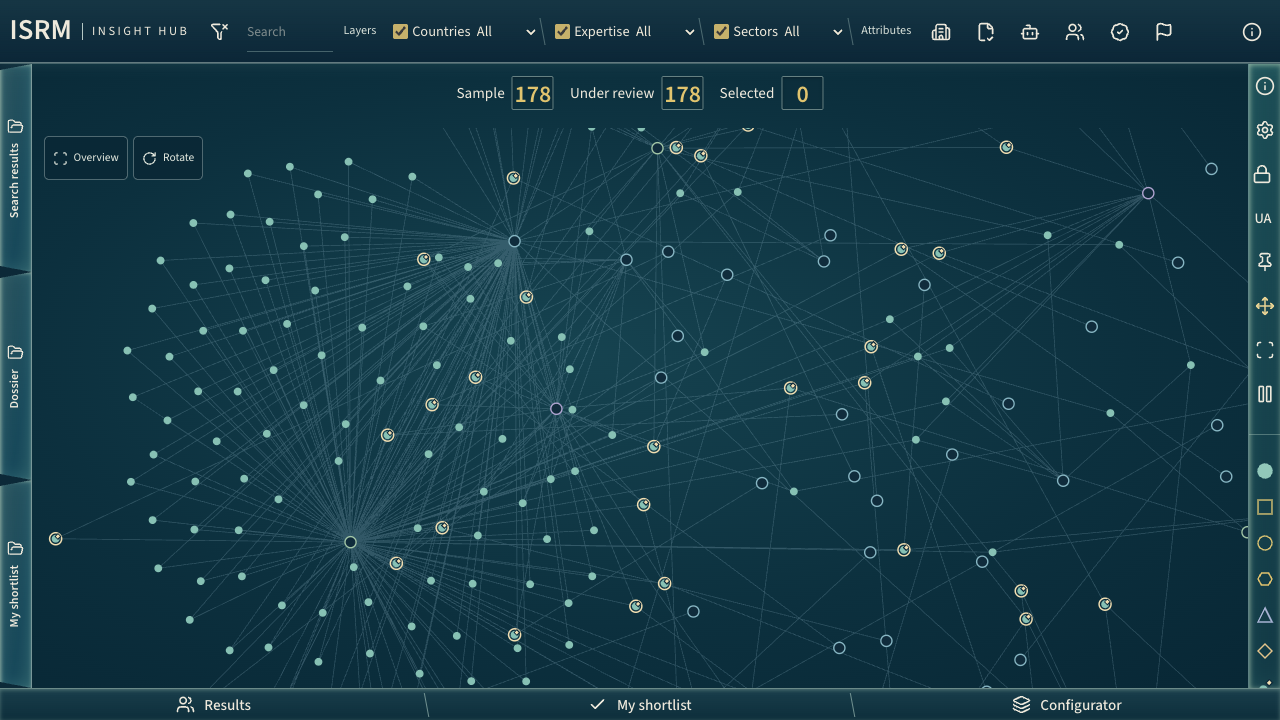 ISRM | INSIGHT HUB
Search
Layers
Countries All
Expertise All
Sectors All
Attributes
Sample 178 Under review 178 Selected 0
Overview
Rotate
Search results
Dossier
My shortlist
UA
Results
My shortlist
Configurator